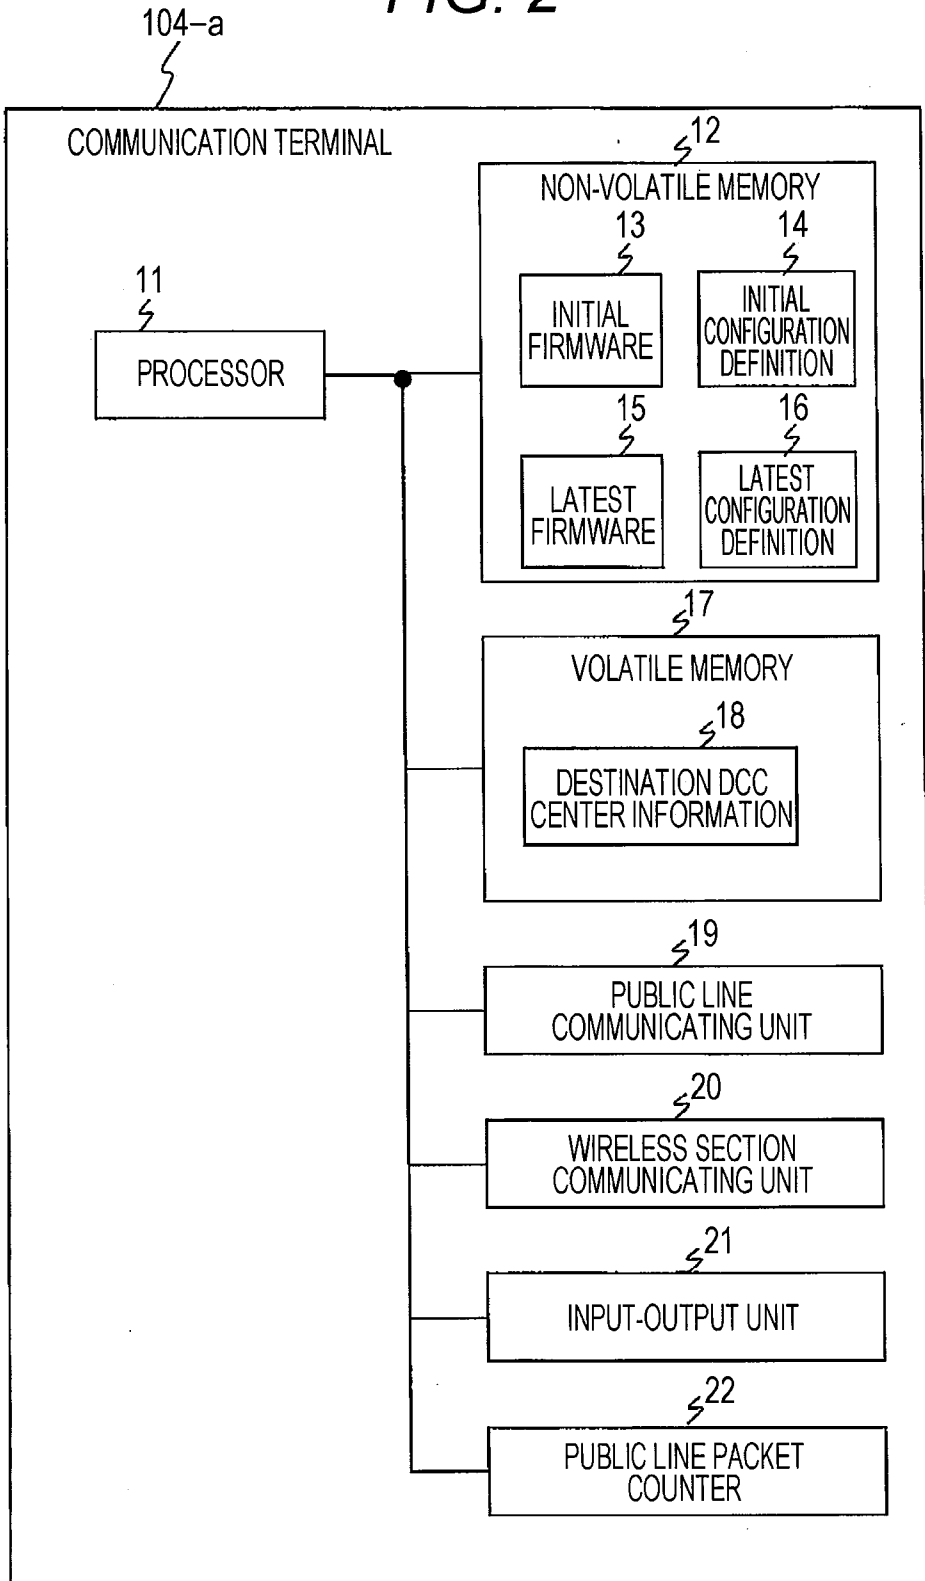 FIG. 2
104-a
COMMUNICATION TERMINAL
12
NON-VOLATILE MEMORY
13
INITIAL
FIRMWARE
14
INITIAL
CONFIGURATION
DEFINITION
11
PROCESSOR
15
LATEST
FIRMWARE
16
LATEST
CONFIGURATION
DEFINITION
17
VOLATILE MEMORY
18
DESTINATION DCC
CENTER INFORMATION
19
PUBLIC LINE
COMMUNICATING UNIT
20
WIRELESS SECTION
COMMUNICATING UNIT
21
INPUT-OUTPUT UNIT
22
PUBLIC LINE PACKET
COUNTER